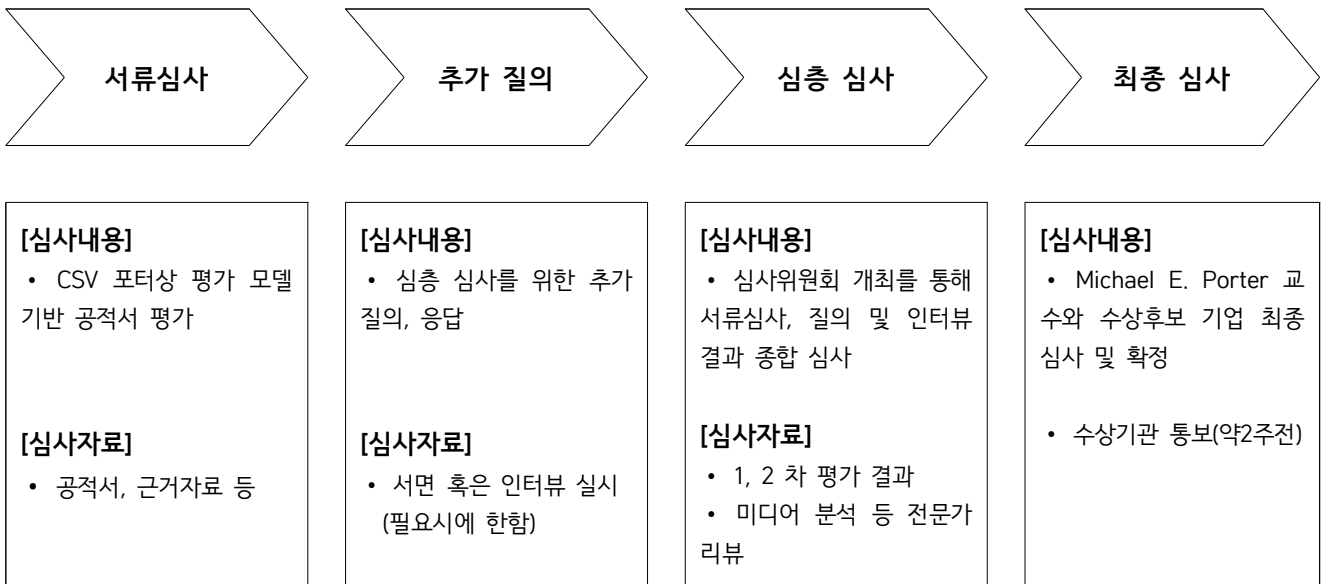 서류심사
추가 질의
심층 심사
최종 심사
[심사내용]
• CSV 포터상 평가 모델
기반 공적서 평가
[심사자료]
• 공적서, 근거자료 등
[심사내용]
• 심층 심사를 위한 추가
질의, 응답
[심사자료]
• 서면 혹은 인터뷰 실시
(필요시에 한함)
[심사내용]
• 심사위원회 개최를 통해
서류심사, 질의 및 인터뷰
결과 종합 심사
[심사자료]
• 1, 2 차 평가 결과
• 미디어 분석 등 전문가
리뷰
[심사내용]
• Michael E. Porter 교
수와 수상후보 기업 최종
심사 및 확정
• 수상기관 통보(약2주전)